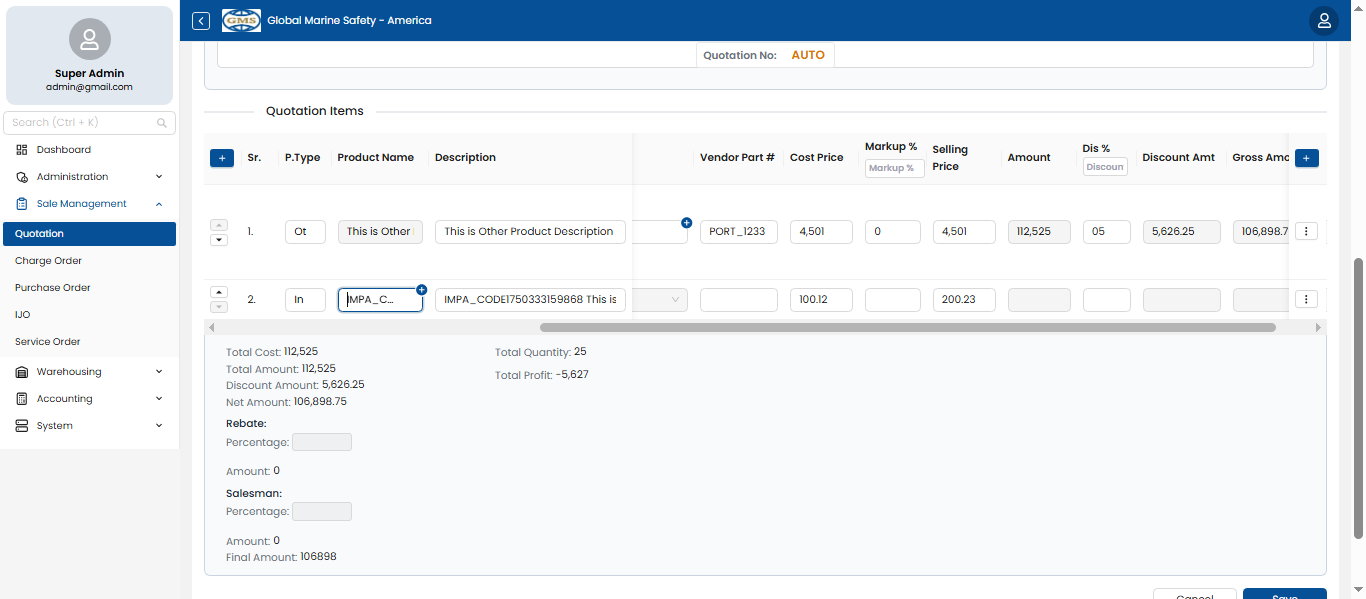 GMS Global Marine Safety - America
Super Admin
admin@gmail.com
Search (Ctrl + K)
Dashboard
Administration
Sale Management
Quotation
Charge Order
Purchase Order
IJO
Service Order
Warehousing
Accounting
System
Quotation No: AUTO
Quotation Items
+ Sr. P.Type Product Name Description Vendor Part # Cost Price Markup % Selling Price Amount Dis % Discount Amt Gross Amo +
Markup % Discoun
1. Ot This is Other This is Other Product Description PORT_1233 4,501 0 4,501 112,525 05 5,626.25 106,898.7
2. In IMPA_C... IMPA_CODE1750333159868 This is 100.12 200.23
Total Cost: 112,525 Total Quantity: 25
Total Amount: 112,525
Total Profit: -5,627
Discount Amount: 5,626.25
Net Amount: 106,898.75
Rebate:
Percentage:
Amount: 0
Salesman:
Percentage:
Amount: 0
Final Amount: 106898
Cancel Save